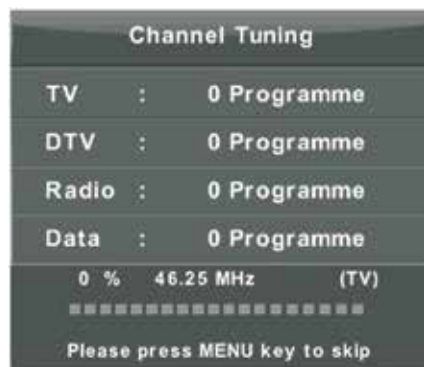 Channel Tuning
TV : 0 Programme
DTV : 0 Programme
Radio : 0 Programme
Data : 0 Programme
0 % 46.25 MHz (TV)
Please press MENU key to skip